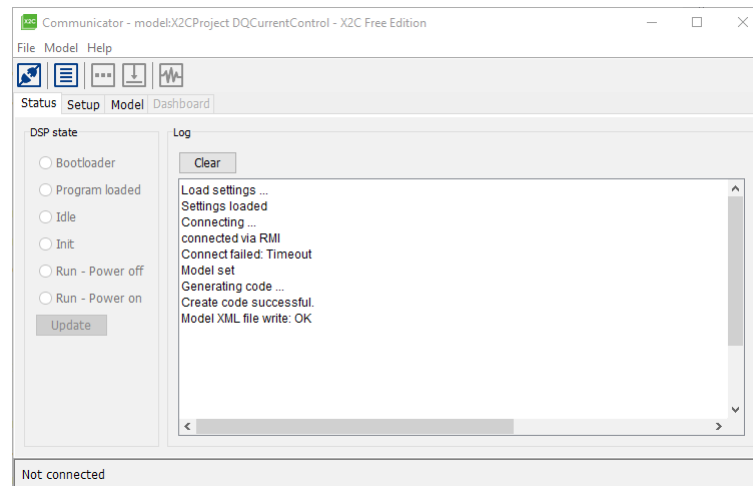 X2C Communicator - model:X2CProject DQCurrentControl - X2C Free Edition
File Model Help
Status Setup Model Dashboard
DSP state
Bootloader
Program loaded
Idle
Init
Run - Power off
Run - Power on
Update
Log
Clear
Load settings ...
Settings loaded
Connecting ...
connected via RMI
Connect failed: Timeout
Model set
Generating code ...
Create code successful.
Model XML file write: OK
Not connected